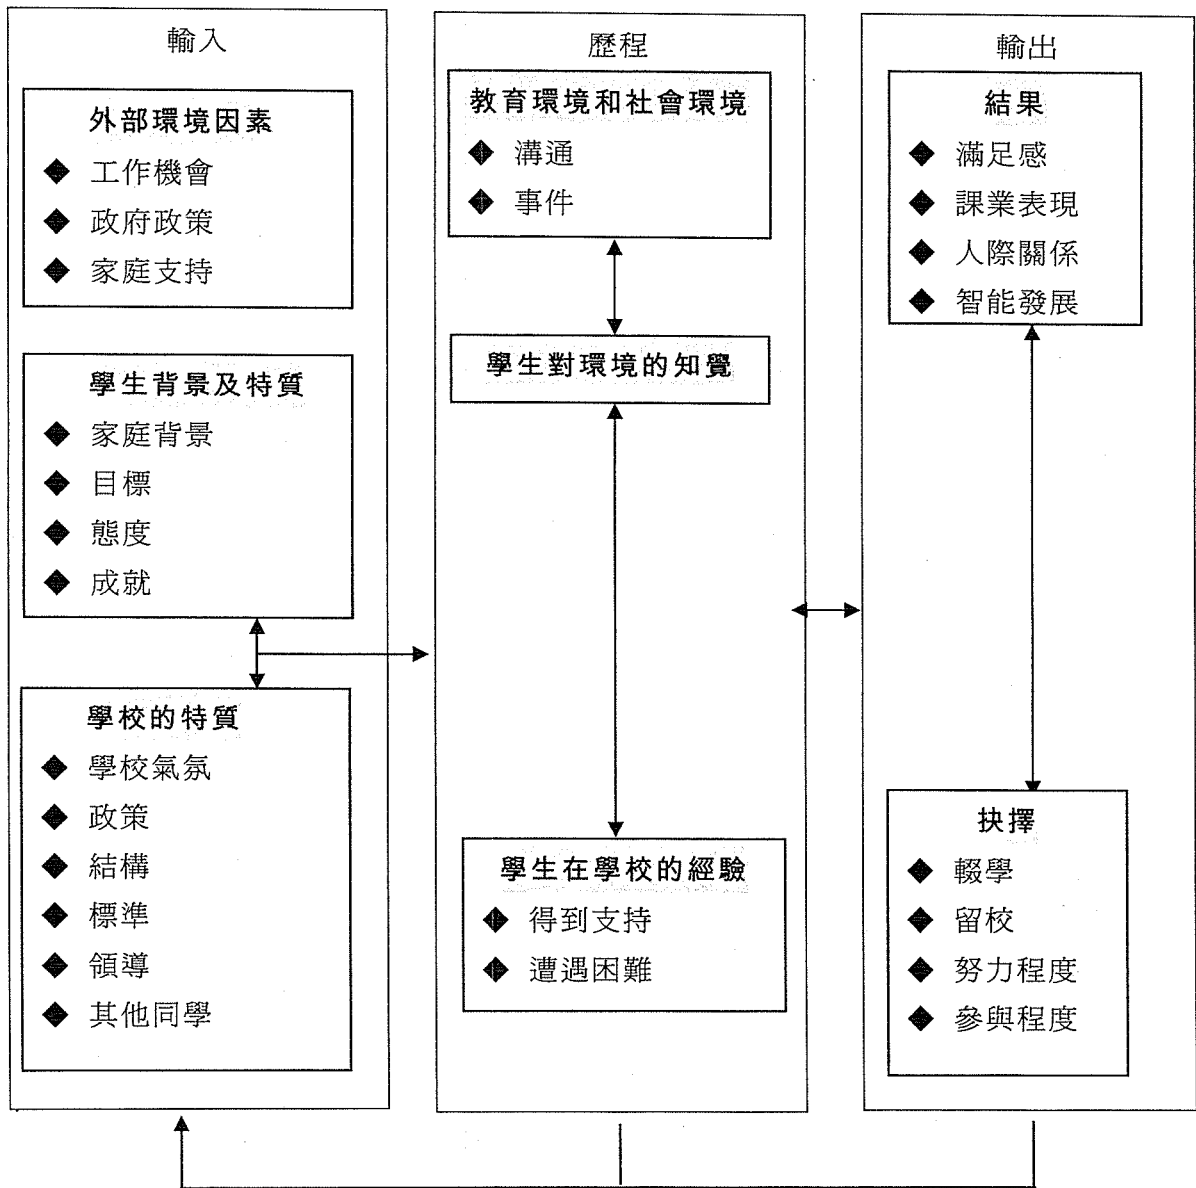 輸入
外部環境因素
◆ 工作機會
◆ 政府政策
◆ 家庭支持
學生背景及特質
◆ 家庭背景
◆ 目標
◆ 態度
◆ 成就
學校的特質
◆ 學校氣氛
◆ 政策
◆ 結構
◆ 標準
◆ 領導
◆ 其他同學
歷程
教育環境和社會環境
◆ 溝通
◆ 事件
學生對環境的知覺
學生在學校的經驗
◆ 得到支持
◆ 遭遇困難
輸出
結果
◆ 滿足感
◆ 課業表現
◆ 人際關係
◆ 智能發展
抉擇
◆ 輟學
◆ 留校
◆ 努力程度
◆ 參與程度